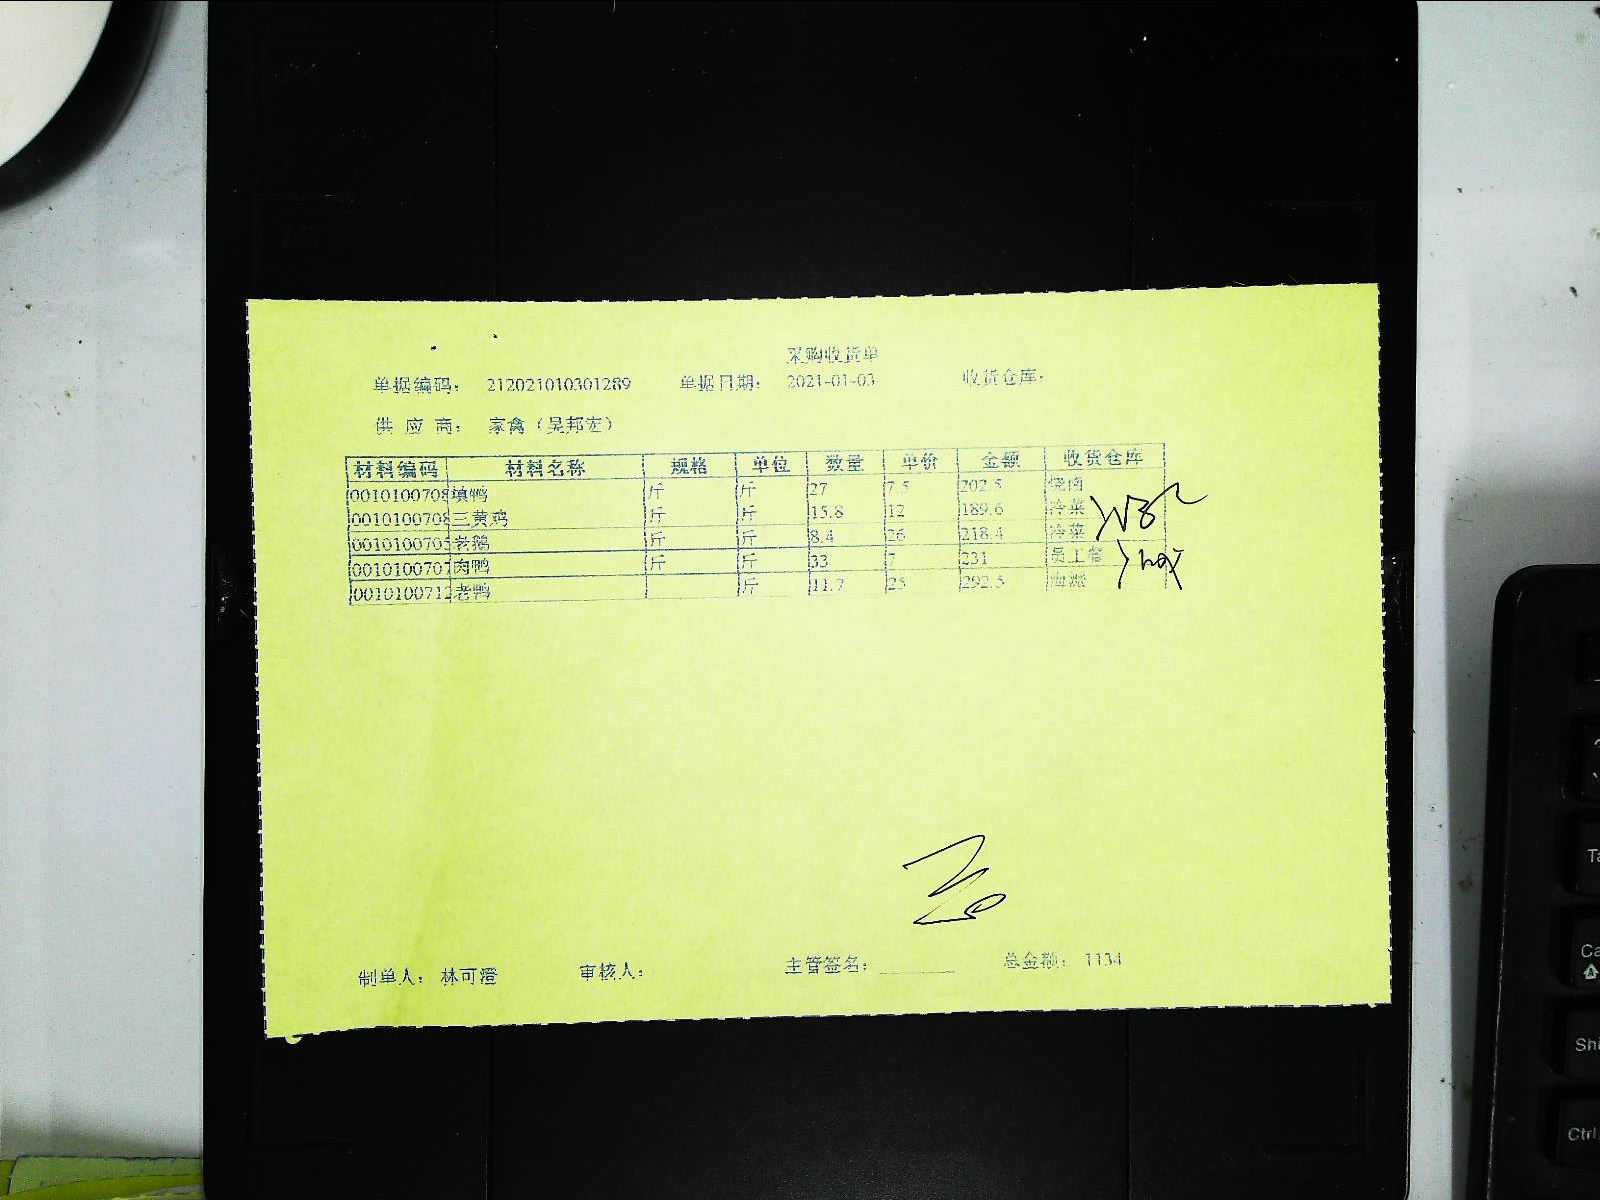 采购收货单
单据编码： 212021010301289 单据日期： 2021-01-03 收货仓库：
供 应 商： 家禽（吴邦宏）
材料编码 材料名称 规格 单位 数量 单价 金额 收货仓库
0010100708 填鸭 斤 斤 27 7.5 202.5 烧卤
0010100708 三黄鸡 斤 斤 15.8 12 189.6 冷菜
0010100705 老鹅 斤 斤 8.4 26 218.4 冷菜
0010100707 肉鸭 斤 斤 33 7 231 员工餐
0010100712 老鸭 斤 11.7 25 292.5
制单人： 林可澄 审核人： 主管签名： 总金额： 1134
Ctrl